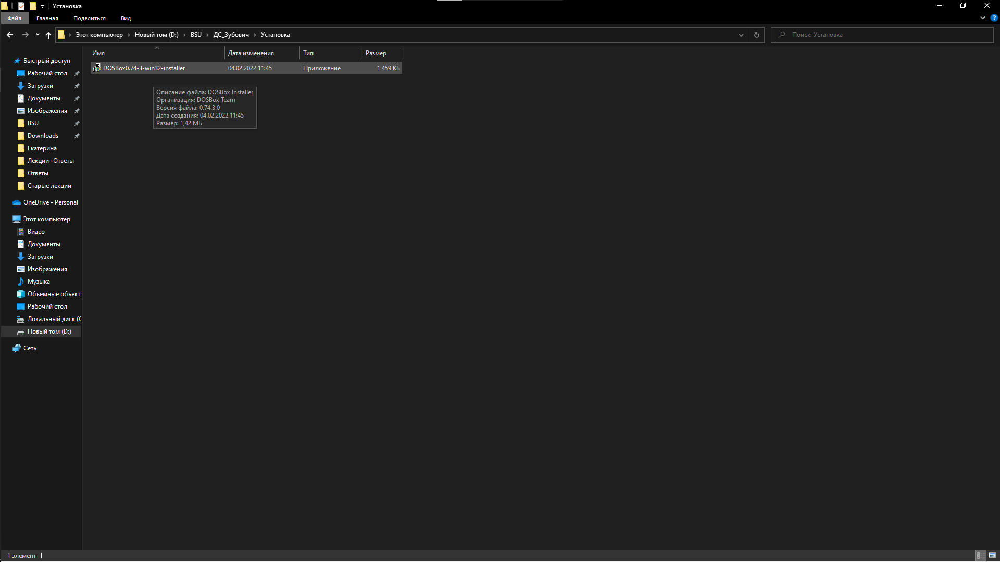 Установка
Файл Главная Поделиться Вид
Этот компьютер Новый том (D:) BSU ДС_Зубович Установка
Поиск: Установка
Имя Дата изменения Тип Размер
DOSBox0.74-3-win32-installer 04.02.2022 11:45 Приложение 1 459 КБ
Описание файла: DOSBox Installer
Организация: DOSBox Team
Версия файла: 0.74.3.0
Дата создания: 04.02.2022 11:45
Размер: 1,42 МБ
Быстрый доступ
Рабочий стол
Загрузки
Документы
Изображения
BSU
Downloads
Екатерина
Лекции+Ответы
Ответы
Старые лекции
OneDrive - Personal
Этот компьютер
Видео
Документы
Загрузки
Изображения
Музыка
Объемные объекты
Рабочий стол
Локальный диск (C
Новый том (D:)
Сеть
1 элемент